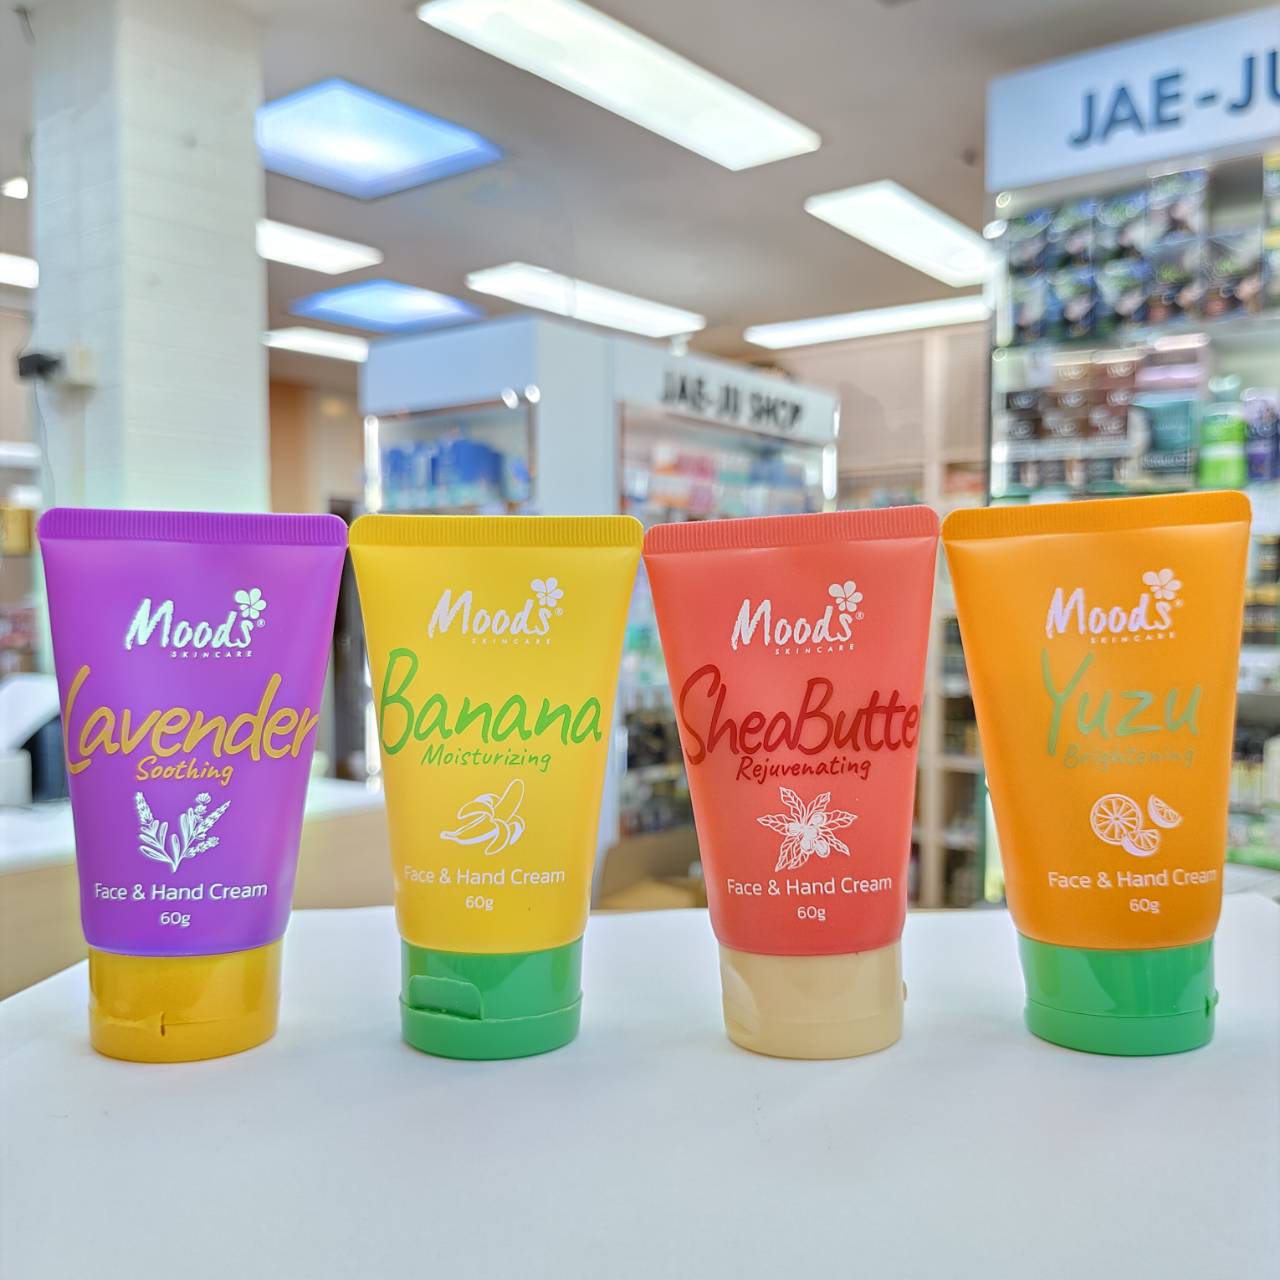 JAE-JU
JAE-JU SHOP
Moods®
SKINCARE
Lavender
Soothing
Face & Hand Cream
60g
Moods®
SKINCARE
Banana
Moisturizing
Face & Hand Cream
60g
Moods®
SKINCARE
SheaButte
Rejuvenating
Face & Hand Cream
60g
Moods®
SKINCARE
Yuzu
Brightening
Face & Hand Cream
60g